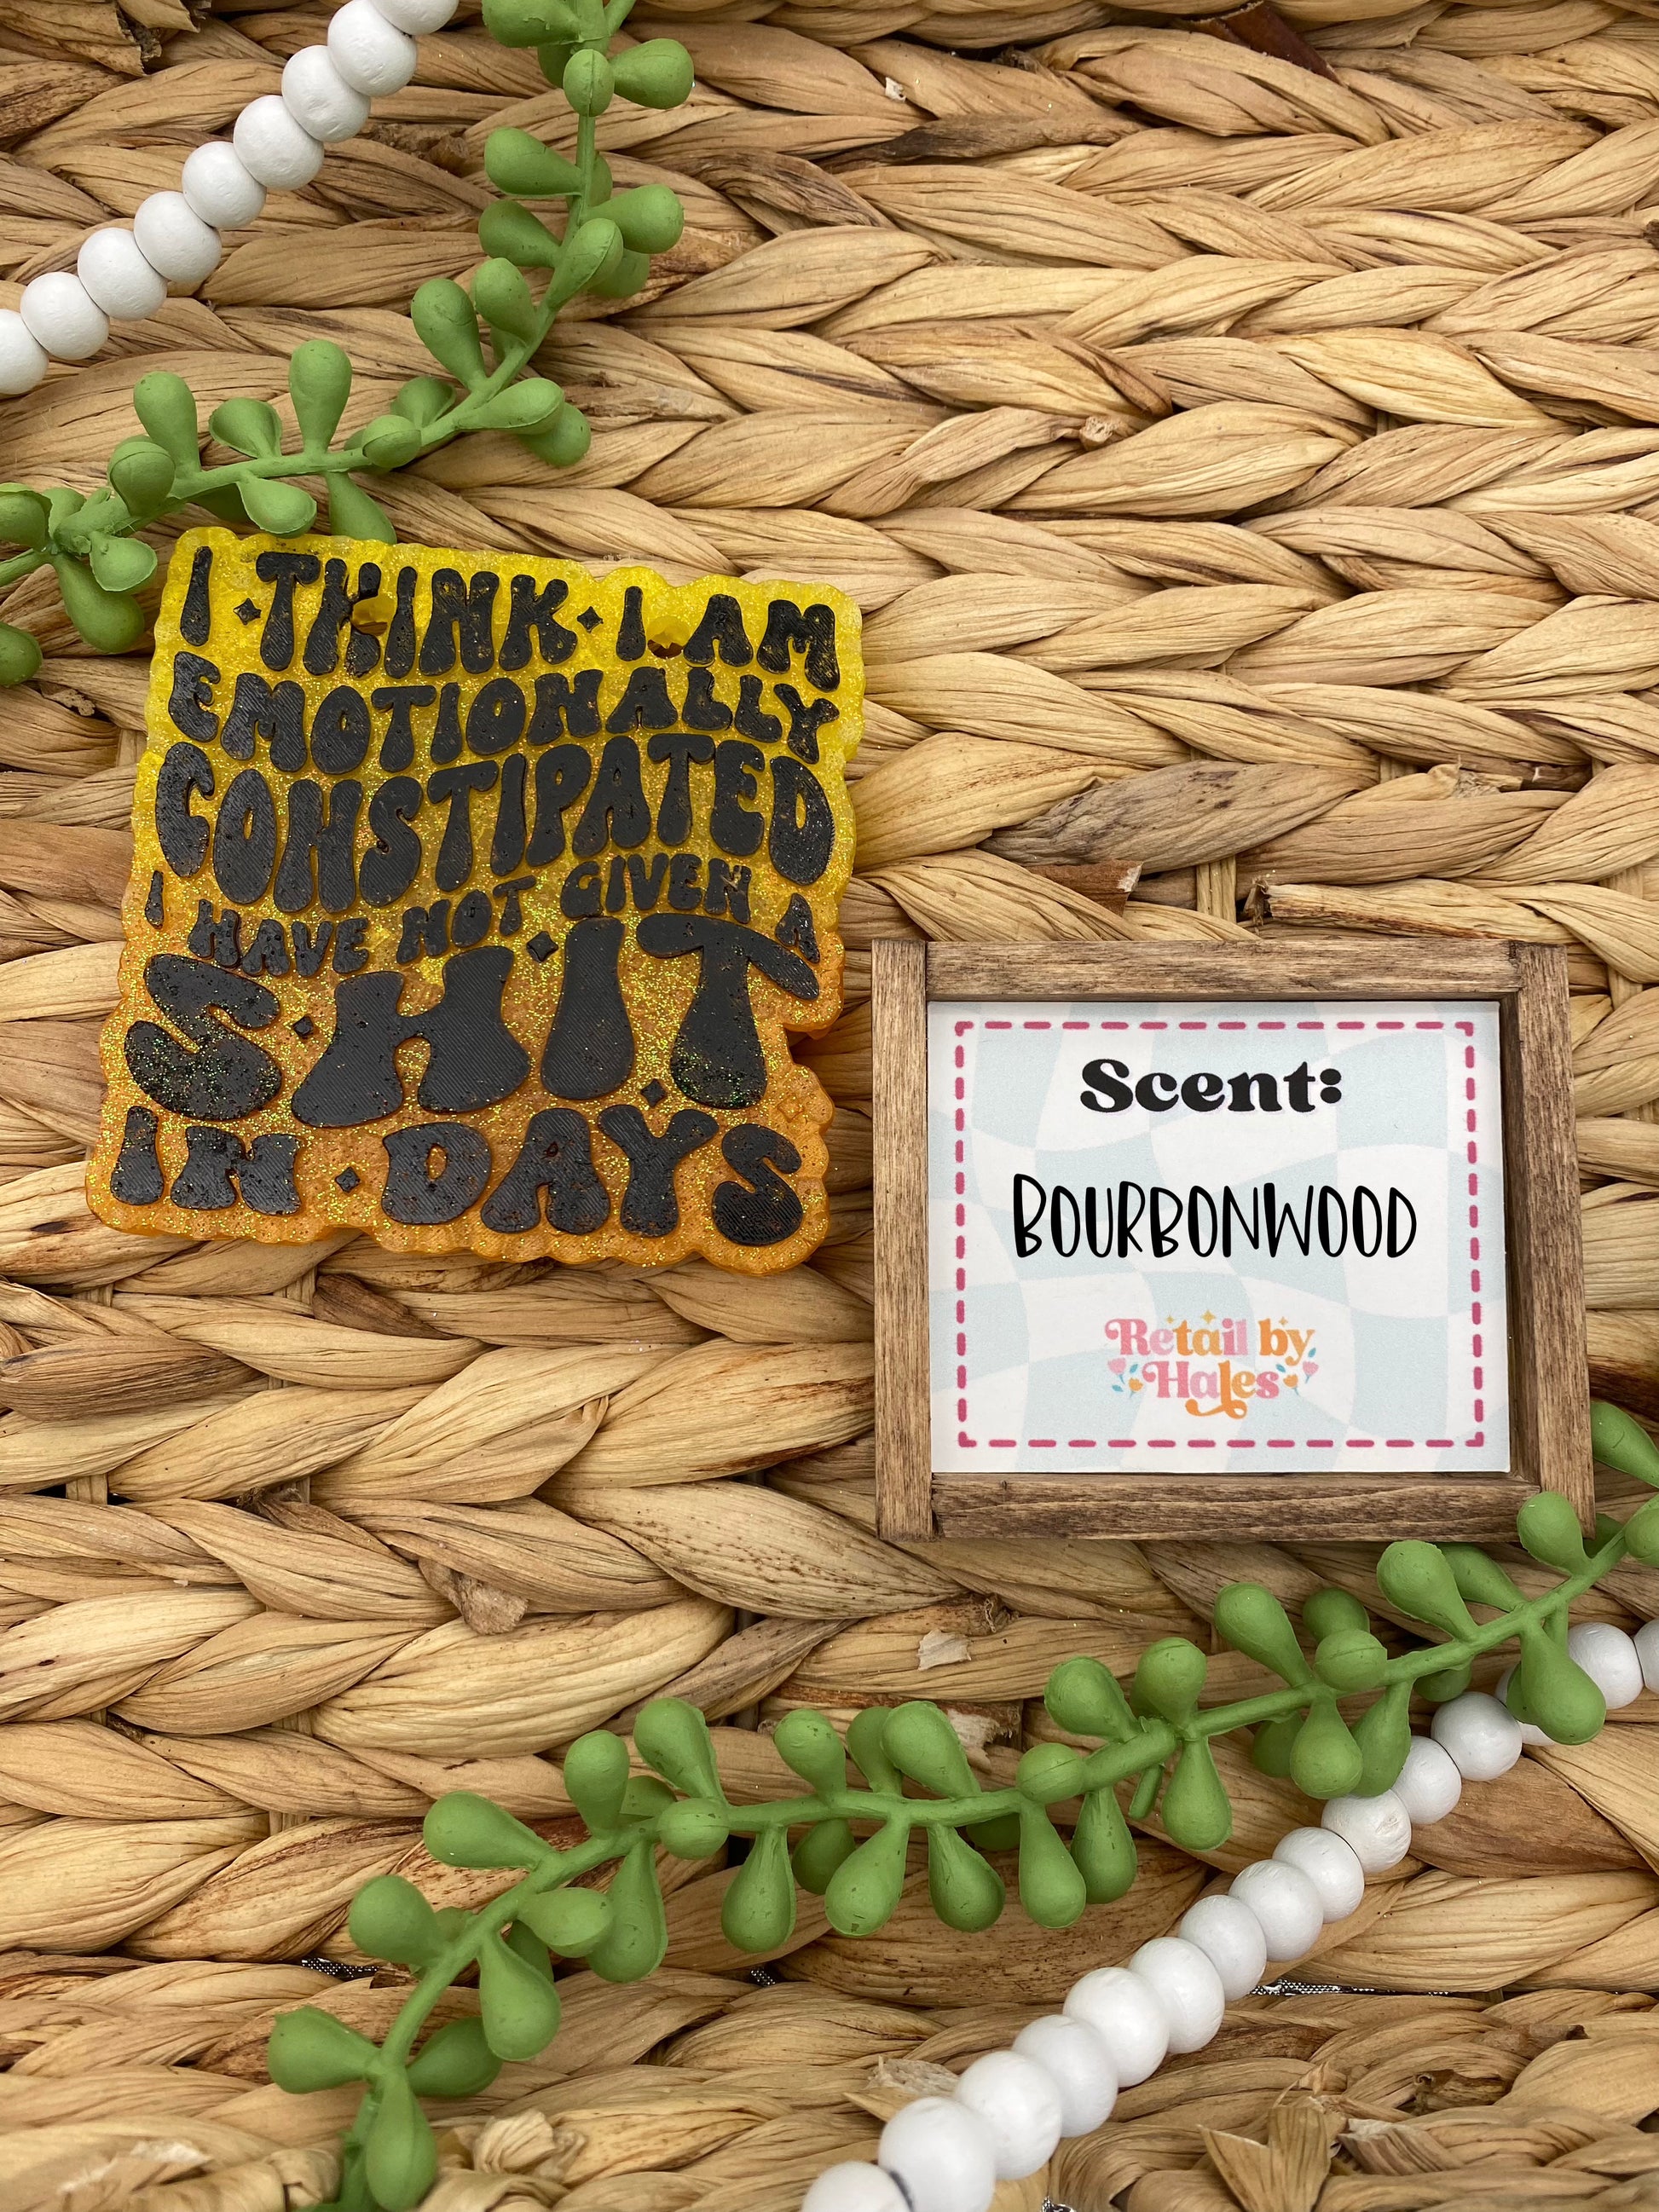 I THINK I AM
EMOTIONALLY
CONSTIPATED
I HAVE NOT GIVEN A
SHIT
IN DAYS
Scent:
BOURBONWOOD
Retail by
Hales